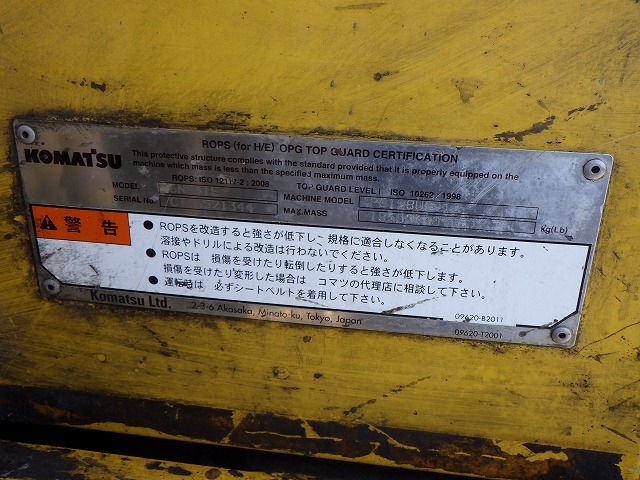 ROPS (for H/E) OPG TOP GUARD CERTIFICATION
KOMATSU
This protective structure complies with the standard provided that it is properly equipped on the
machine which mass is less than the specified maximum mass.
ROPS: ISO 12117-2 : 2008 TOP GUARD LEVEL I ISO 10262 : 1998
MODEL MACHINE MODEL
SERIAL No. MAX.MASS Kg(Lb)
警告
● ROPSを改造すると強さが低下し、規格に適合しなくなることがあります。
溶接やドリルによる改造は行わないでください。
● ROPSは 損傷を受けたり転倒したりすると強さが低下します。
損傷を受けたり変形した場合は コマツの代理店に相談して下さい。
● 運転時は 必ずシートベルトを着用して下さい。
09620-B2011
Komatsu Ltd. 2-3-6 Akasaka, Minato-ku, Tokyo, Japan
09620-T2001